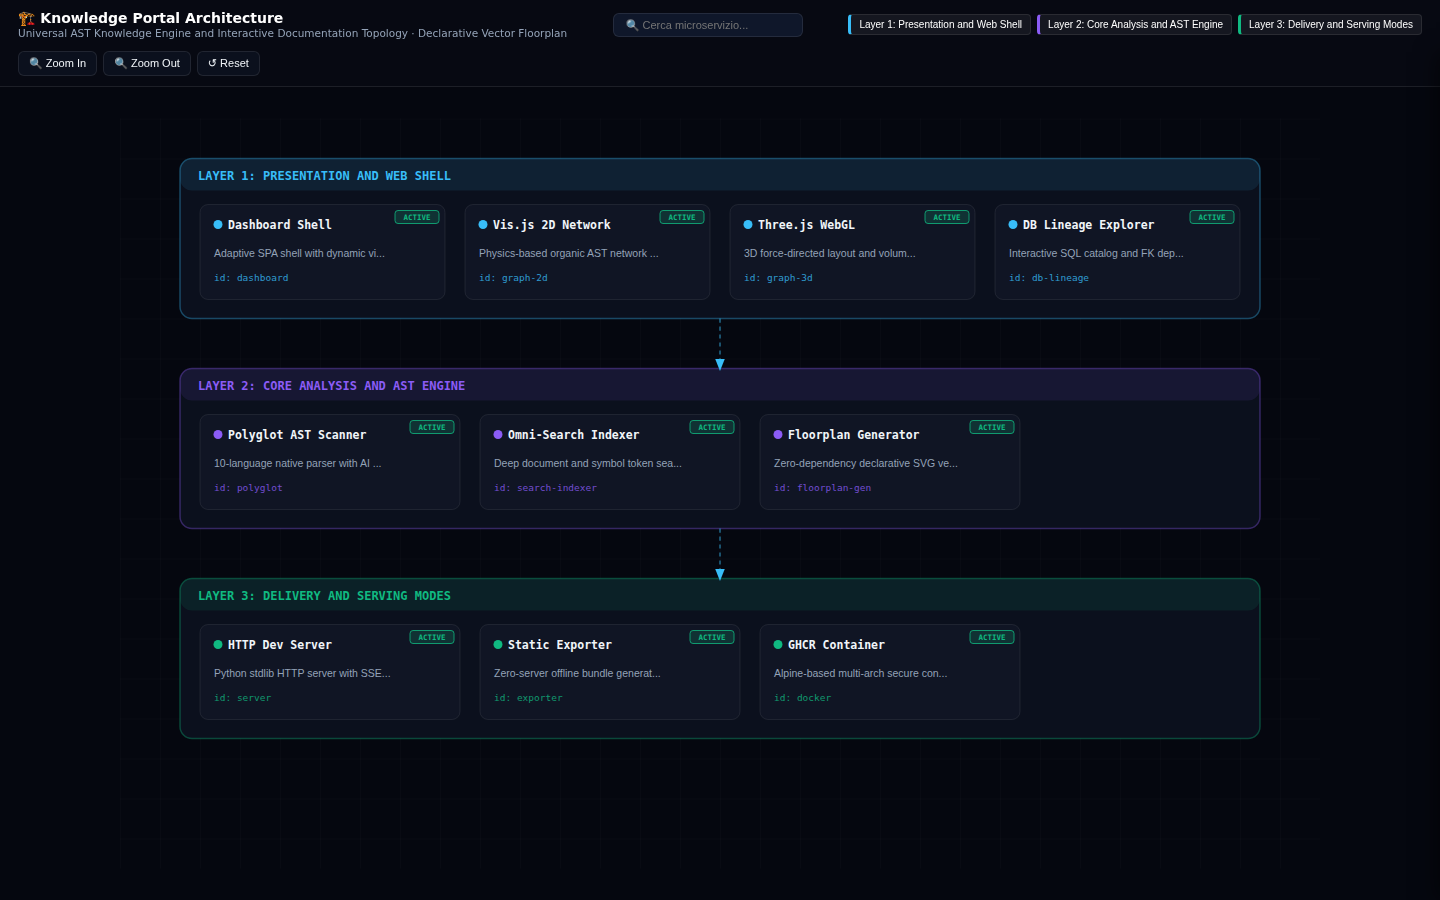 🏗️ Knowledge Portal Architecture
Universal AST Knowledge Engine and Interactive Documentation Topology · Declarative Vector Floorplan
🔍 Cerca microservizio...
Layer 1: Presentation and Web Shell
Layer 2: Core Analysis and AST Engine
Layer 3: Delivery and Serving Modes
🔍 Zoom In
🔍 Zoom Out
↺ Reset
LAYER 1: PRESENTATION AND WEB SHELL
Dashboard Shell
ACTIVE
Adaptive SPA shell with dynamic vi...
id: dashboard
Vis.js 2D Network
ACTIVE
Physics-based organic AST network ...
id: graph-2d
Three.js WebGL
ACTIVE
3D force-directed layout and volum...
id: graph-3d
DB Lineage Explorer
ACTIVE
Interactive SQL catalog and FK dep...
id: db-lineage
LAYER 2: CORE ANALYSIS AND AST ENGINE
Polyglot AST Scanner
ACTIVE
10-language native parser with AI ...
id: polyglot
Omni-Search Indexer
ACTIVE
Deep document and symbol token sea...
id: search-indexer
Floorplan Generator
ACTIVE
Zero-dependency declarative SVG ve...
id: floorplan-gen
LAYER 3: DELIVERY AND SERVING MODES
HTTP Dev Server
ACTIVE
Python stdlib HTTP server with SSE...
id: server
Static Exporter
ACTIVE
Zero-server offline bundle generat...
id: exporter
GHCR Container
ACTIVE
Alpine-based multi-arch secure con...
id: docker